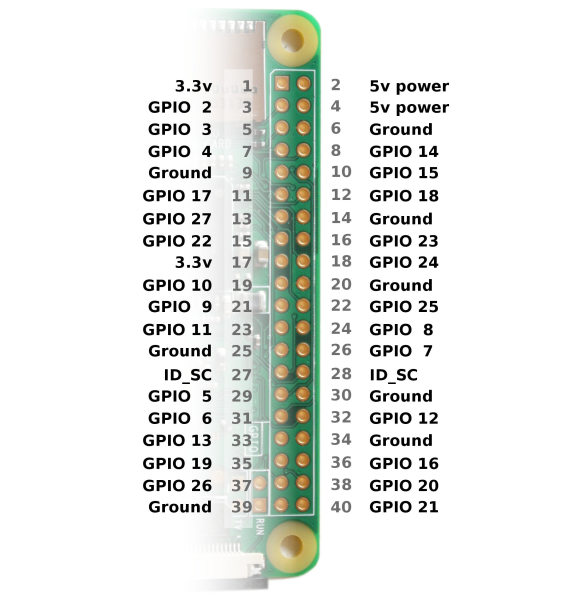 3.3v 1 2 5v power
GPIO 2 3 4 5v power
GPIO 3 5 6 Ground
GPIO 4 7 8 GPIO 14
Ground 9 10 GPIO 15
GPIO 17 11 12 GPIO 18
GPIO 27 13 14 Ground
GPIO 22 15 16 GPIO 23
3.3v 17 18 GPIO 24
GPIO 10 19 20 Ground
GPIO 9 21 22 GPIO 25
GPIO 11 23 24 GPIO 8
Ground 25 26 GPIO 7
ID_SC 27 28 ID_SC
GPIO 5 29 30 Ground
GPIO 6 31 32 GPIO 12
GPIO 13 33 34 Ground
GPIO 19 35 36 GPIO 16
GPIO 26 37 38 GPIO 20
Ground 39 40 GPIO 21
GPIO
RUN